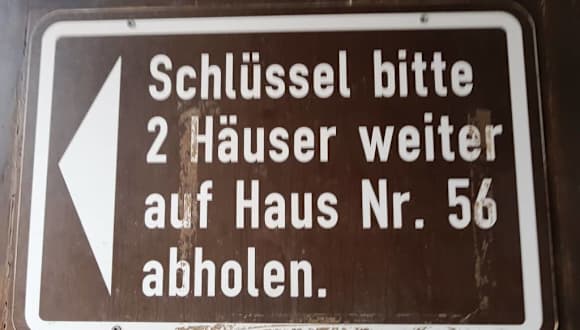 Schlüssel bitte
2 Häuser weiter
auf Haus Nr. 56
abholen.